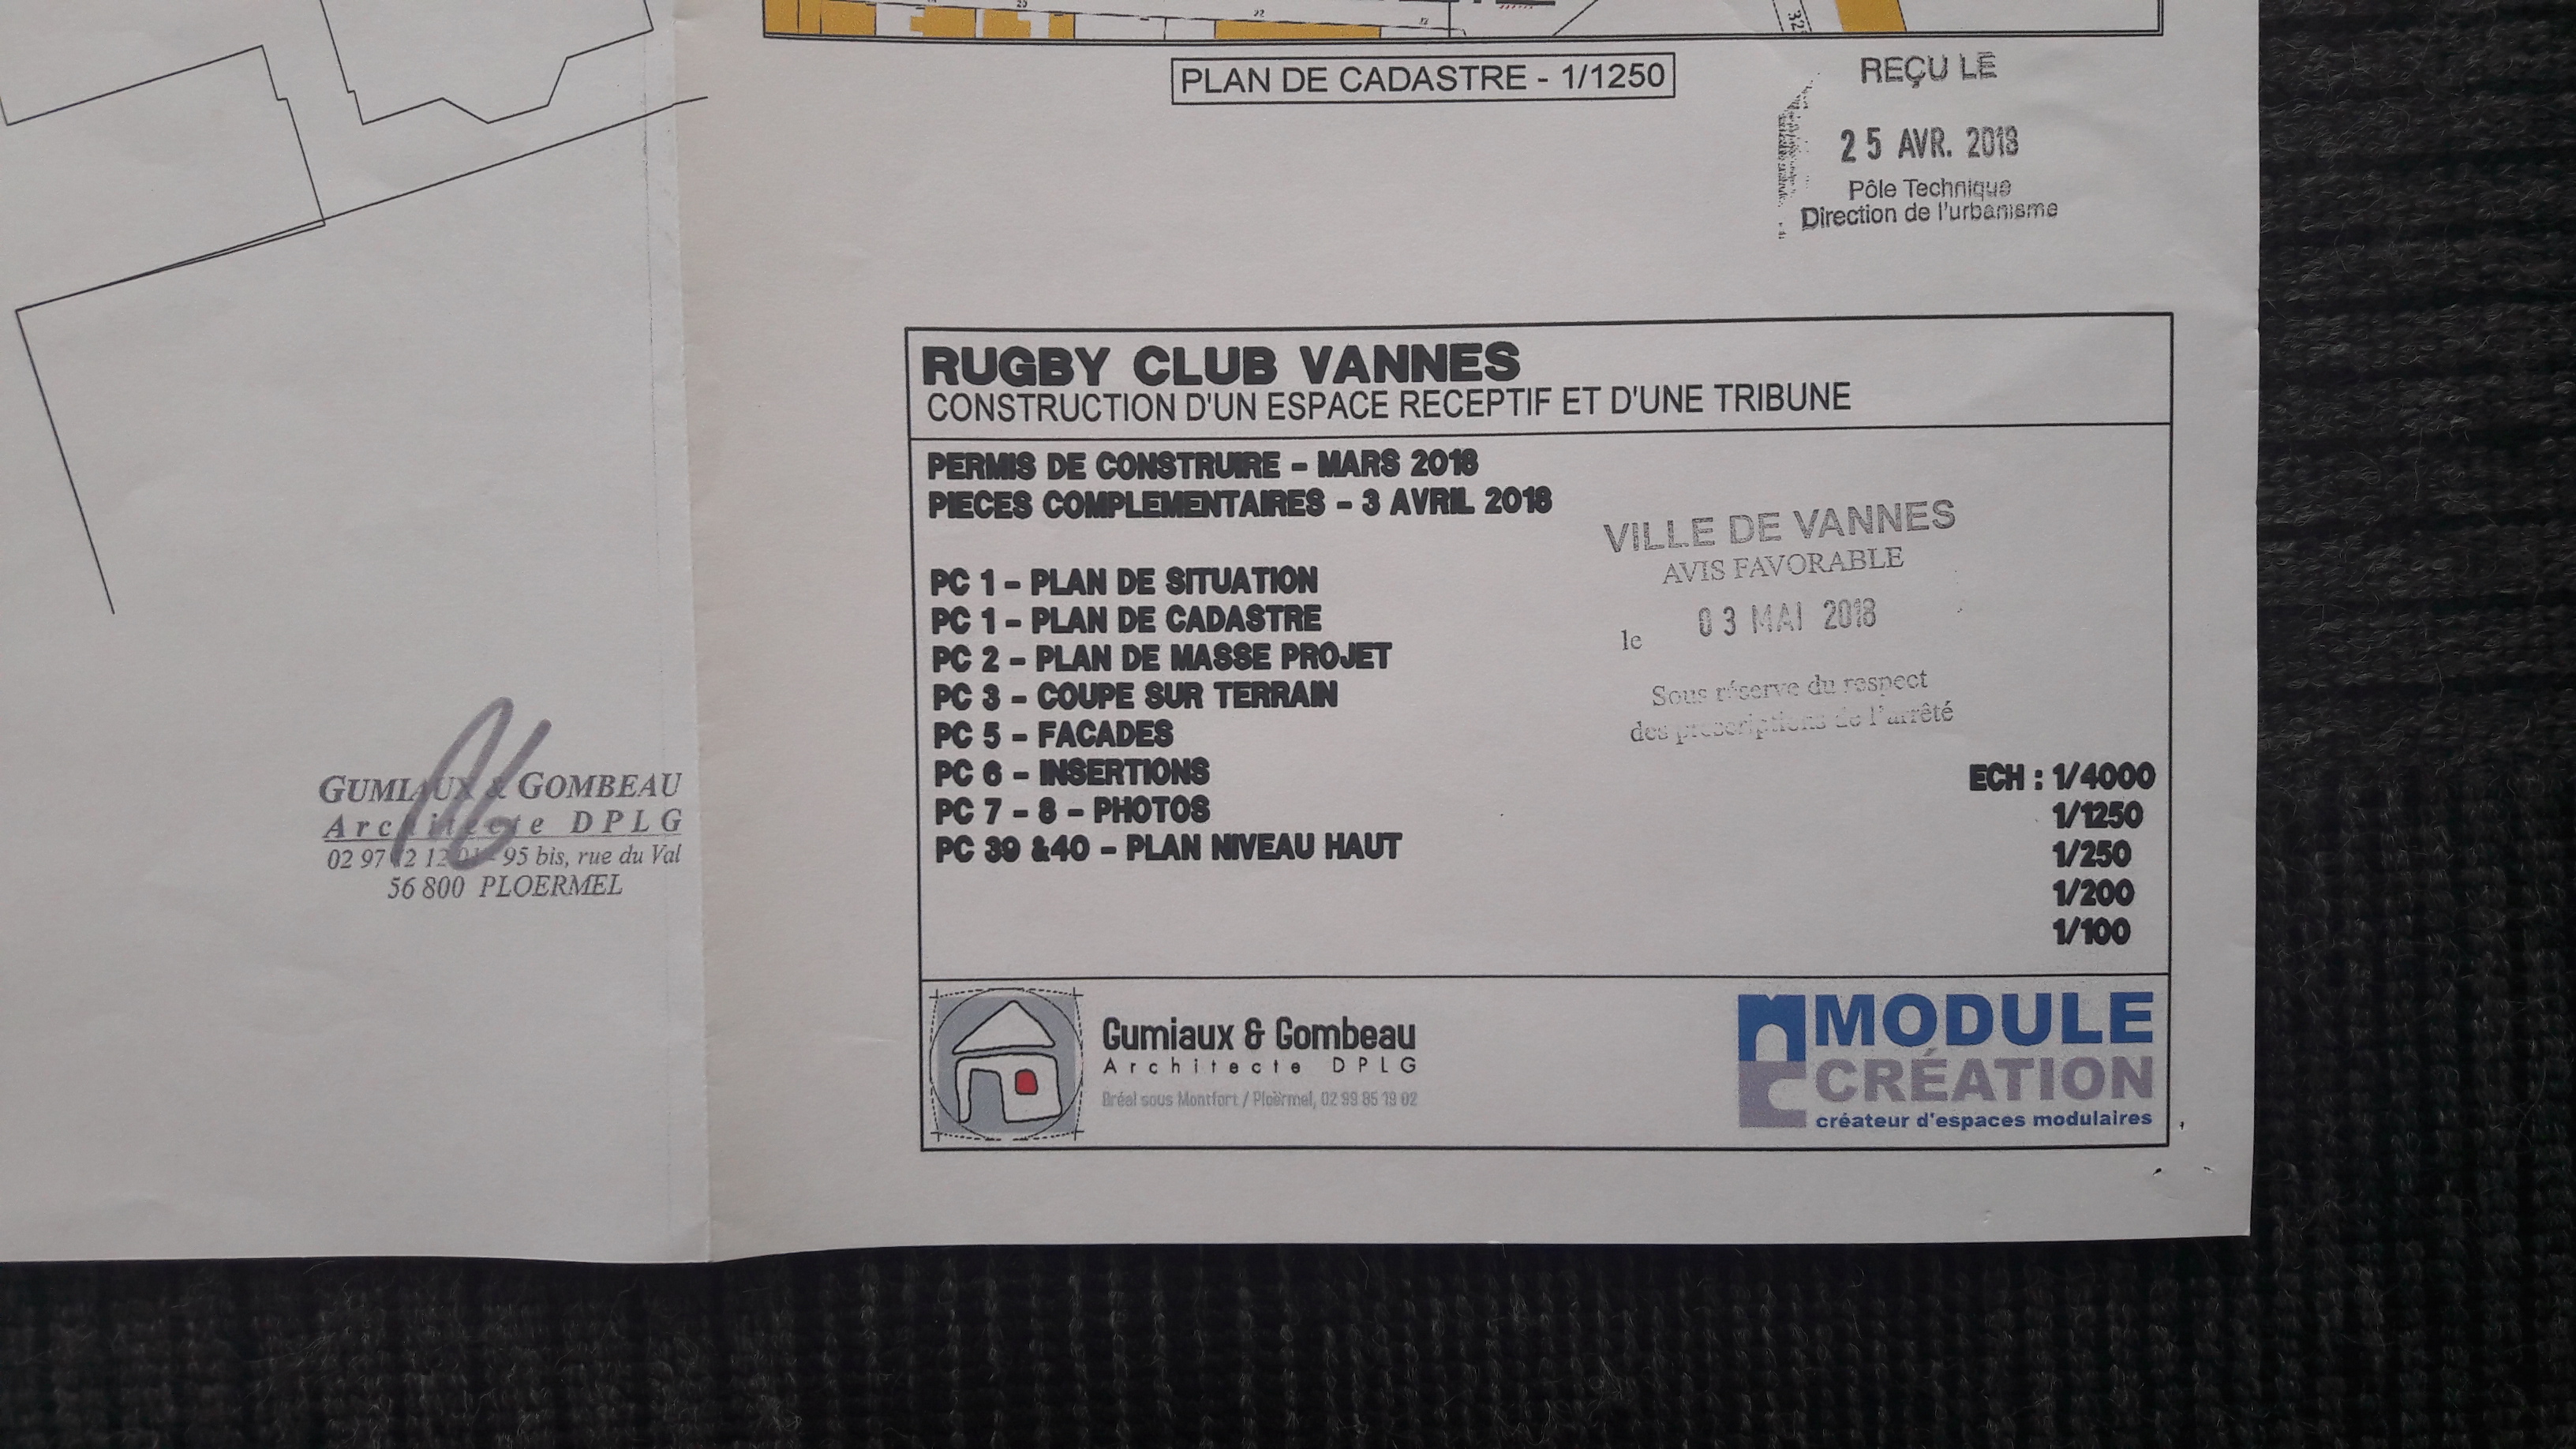 22
PLAN DE CADASTRE - 1/1250
REÇU LE
25 AVR. 2018
Pôle Technique
Direction de l'urbanisme
RUGBY CLUB VANNES
CONSTRUCTION D'UN ESPACE RECEPTIF ET D'UNE TRIBUNE
PERMIS DE CONSTRUIRE - MARS 2018
PIECES COMPLEMENTAIRES - 3 AVRIL 2018
PC 1 - PLAN DE SITUATION
PC 1 - PLAN DE CADASTRE
PC 2 - PLAN DE MASSE PROJET
PC 3 - COUPE SUR TERRAIN
PC 5 - FACADES
PC 6 - INSERTIONS
PC 7 - 8 - PHOTOS
PC 39 &40 - PLAN NIVEAU HAUT
VILLE DE VANNES
AVIS FAVORABLE
le 03 MAI 2018
Sous réserve du respect
des prescriptions de l'arrêté
ECH : 1/4000
1/1250
1/250
1/200
1/100
GUMIAUX & GOMBEAU
Architecte DPLG
02 97 95 bis, rue du Val
56 800 PLOERMEL
Gumiaux & Gombeau
Architecte DPLG
Bréal sous Montfort / Ploërmel, 02 99 85 19 02
MODULE
CRÉATION
créateur d'espaces modulaires